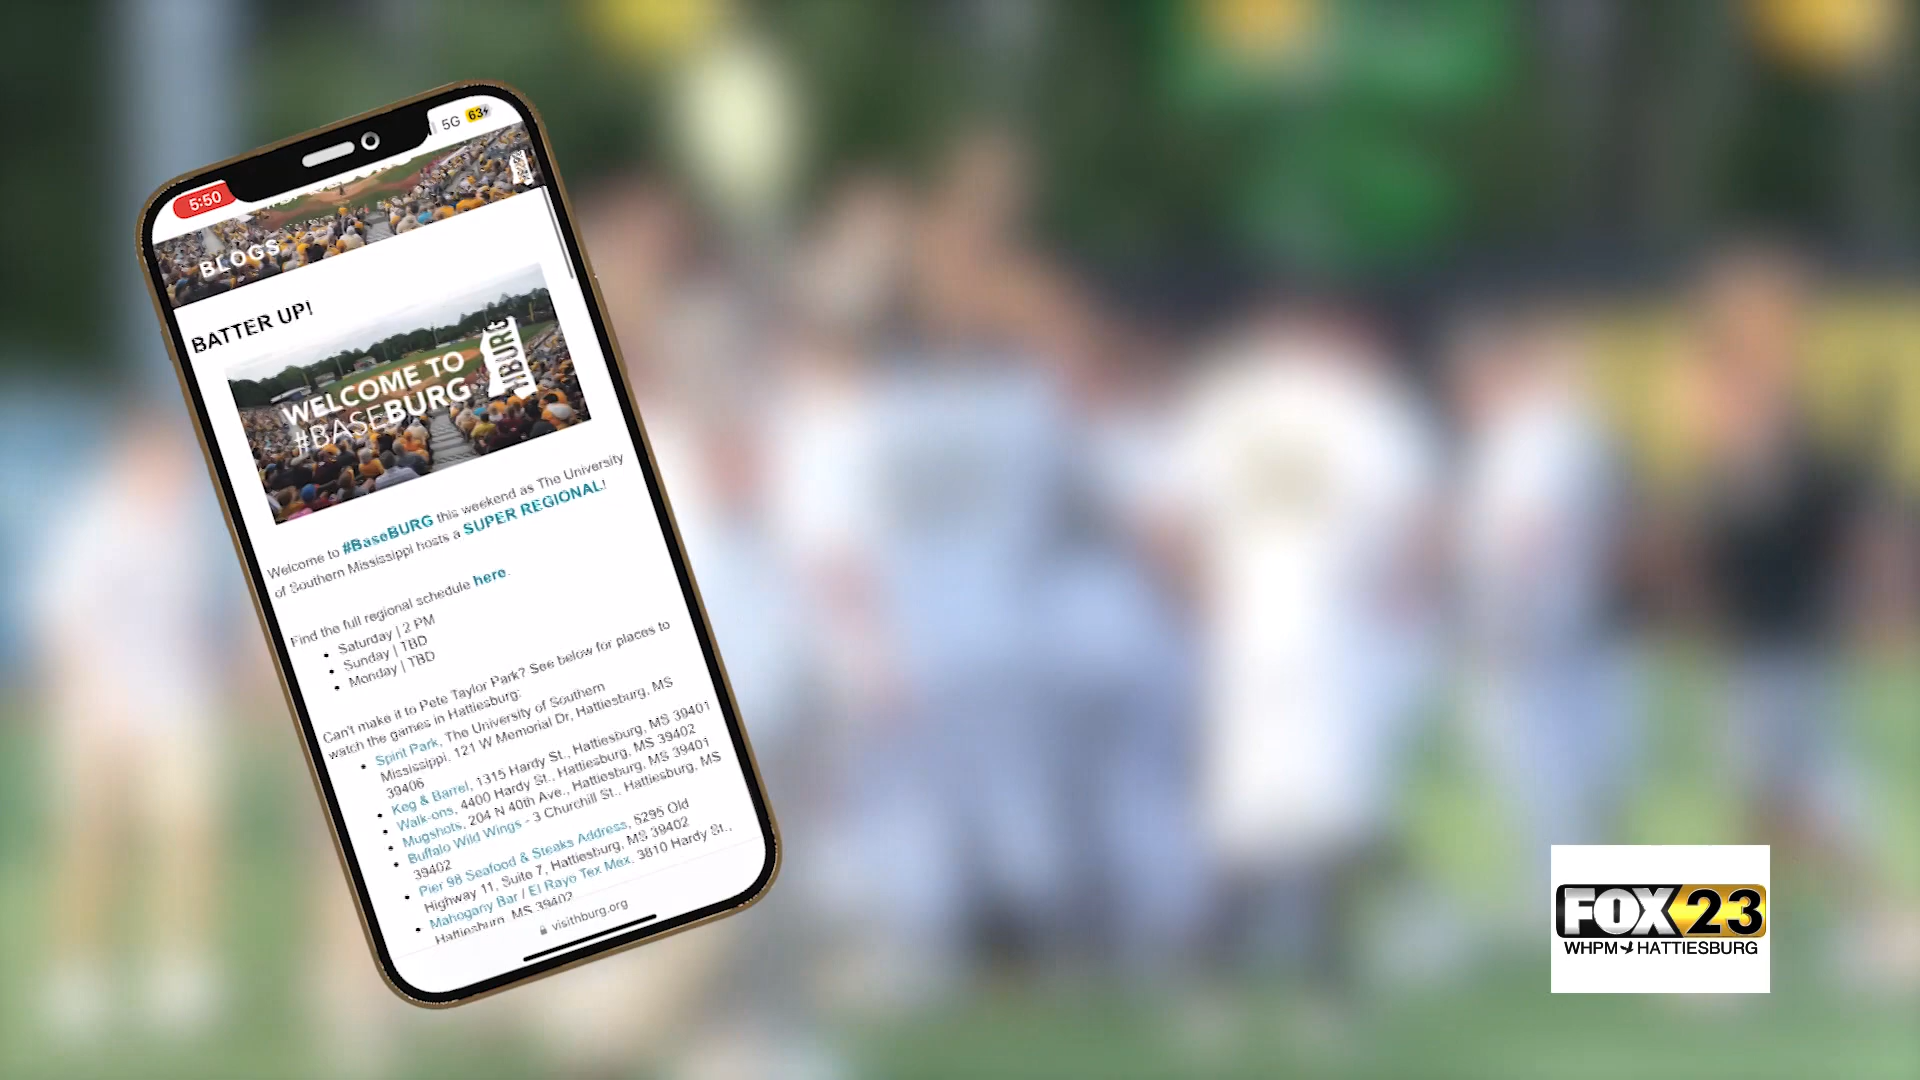 5:50
5G 63
BLOGS
BATTER UP!
WELCOME TO
#BASEBURG
HBURG
Welcome to #BaseBURG this weekend as The University
of Southern Mississippi hosts a SUPER REGIONAL!
Find the full regional schedule here.
• Saturday | 2 PM
• Sunday | TBD
• Monday | TBD
Can't make it to Pete Taylor Park? See below for places to
watch the games in Hattiesburg:
• Spirit Park, The University of Southern
Mississippi, 121 W Memorial Dr, Hattiesburg, MS
39406
• Keg & Barrel, 1315 Hardy St., Hattiesburg, MS 39401
• Walk-ons, 4400 Hardy St., Hattiesburg, MS 39402
• Mugshots, 204 N 40th Ave., Hattiesburg, MS 39401
• Buffalo Wild Wings - 3 Churchill St., Hattiesburg, MS
39402
• Pier 98 Seafood & Steaks Address, 5295 Old
Highway 11, Suite 7, Hattiesburg, MS 39402
• Mahogany Bar / El Rayo Tex Mex, 3810 Hardy St.,
Hattiesburg, MS 39402
visithburg.org
FOX 23
WHPM HATTIESBURG